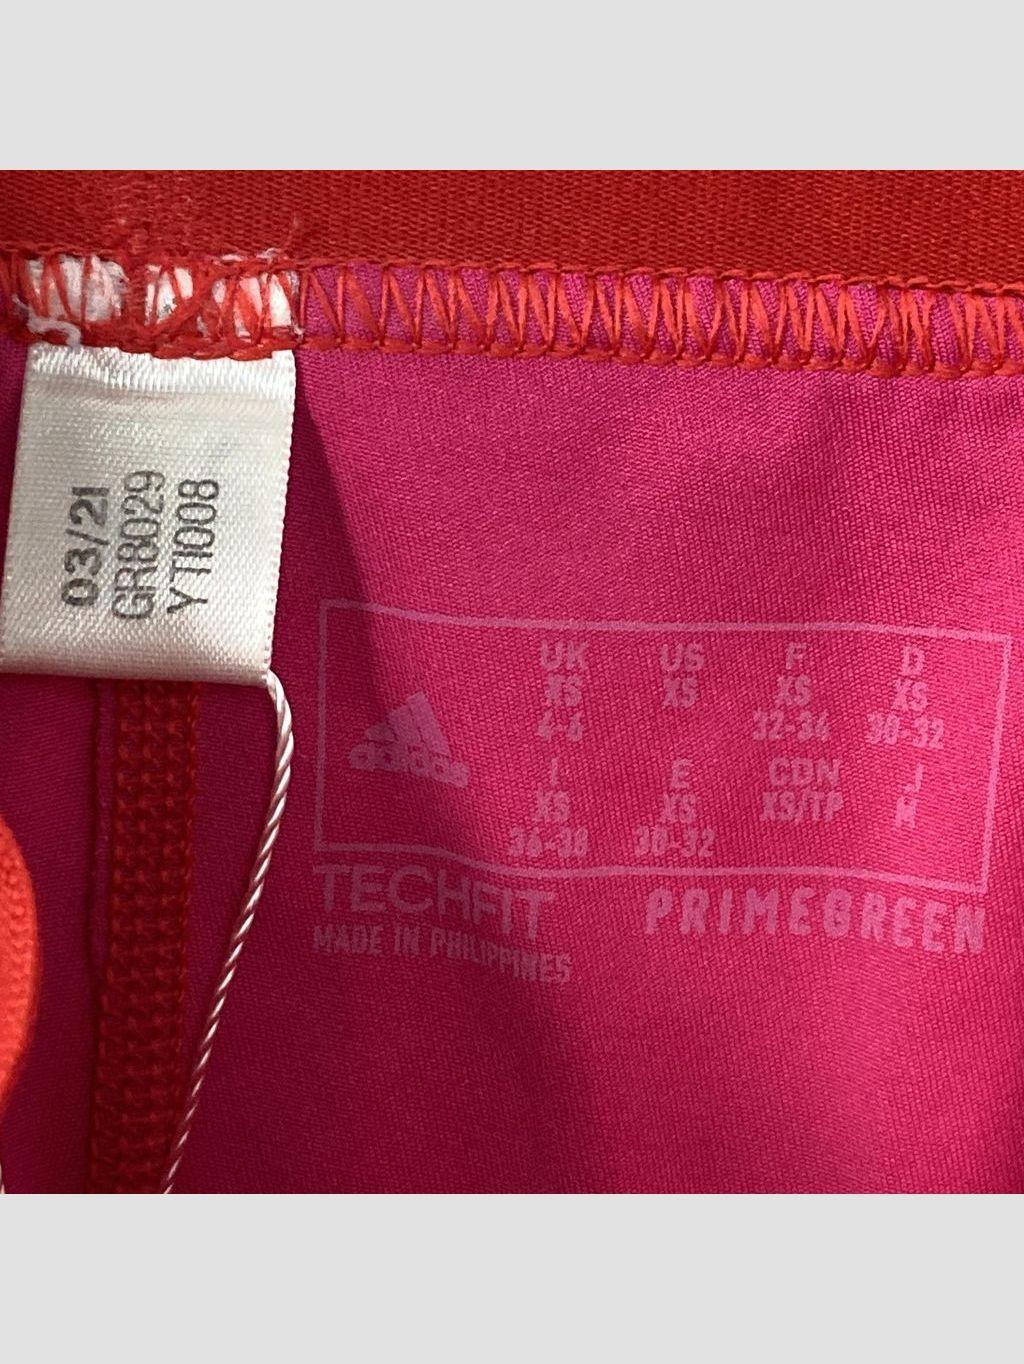 03/21
GR8029
YT1008
adidas
UK US F D
XS XS XS XS
4-6 32-34 30-32
I E CDN J
XS XS XS/TP M
36-38 30-32
TECHFIT
PRIMEGREEN
MADE IN PHILIPPINES